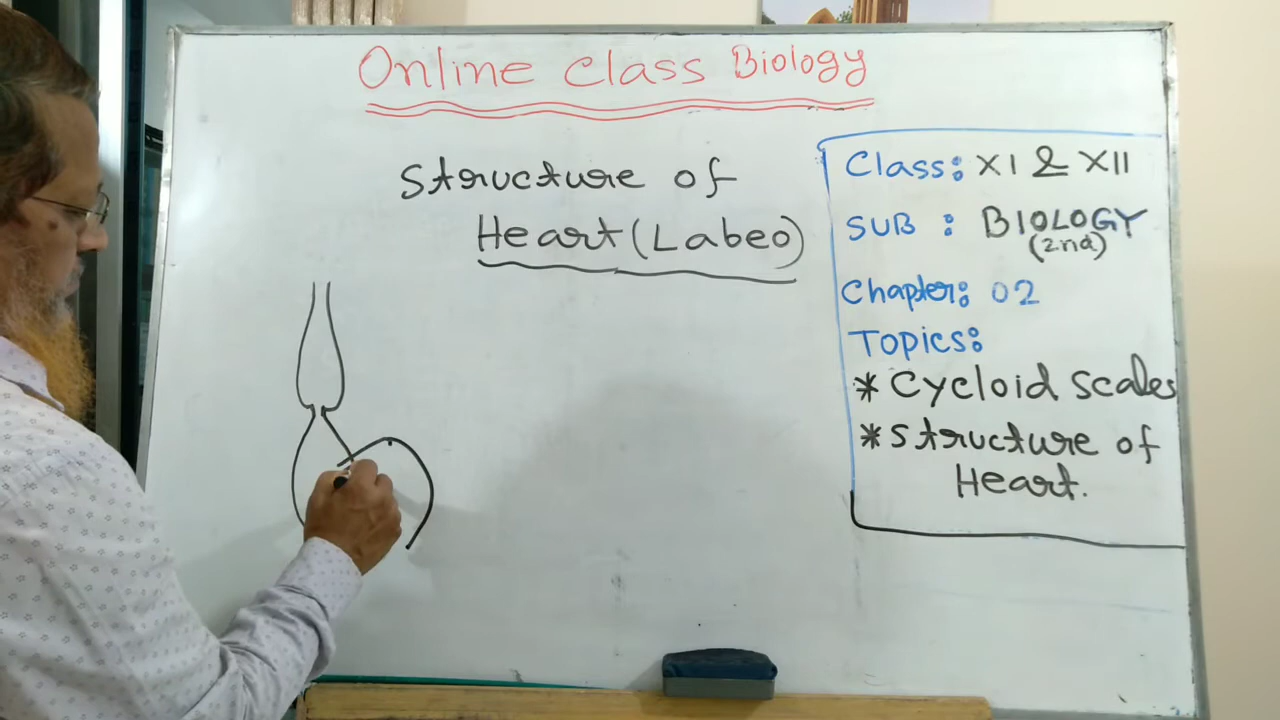 Online Class Biology
Structure of
Heart (Labeo)
Class: XI & XII
SUB : BIOLOGY
(2nd)
Chapter: 02
Topics:
* Cycloid Scales
* Structure of
Heart.